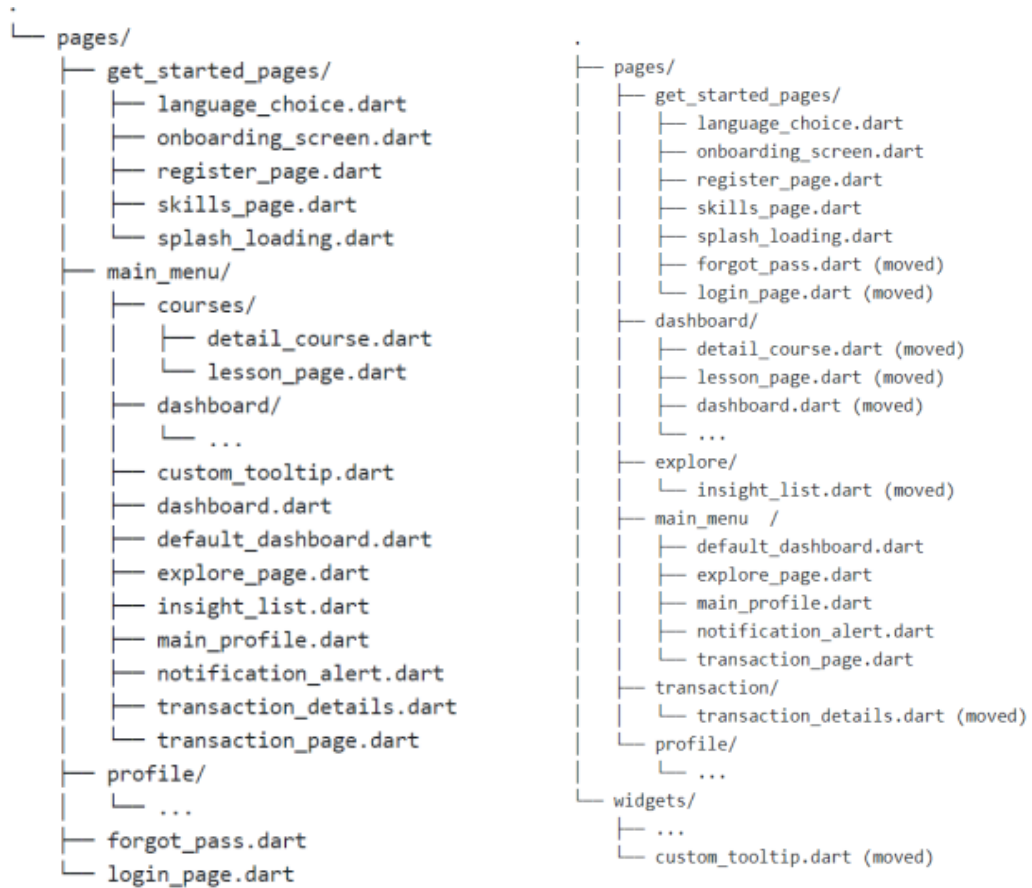 .
└── pages/
    ├── get_started_pages/
    │   ├── language_choice.dart
    │   ├── onboarding_screen.dart
    │   ├── register_page.dart
    │   ├── skills_page.dart
    │   └── splash_loading.dart
    ├── main_menu/
    │   ├── courses/
    │   │   ├── detail_course.dart
    │   │   └── lesson_page.dart
    │   ├── dashboard/
    │   │   └── ...
    │   ├── custom_tooltip.dart
    │   ├── dashboard.dart
    │   ├── default_dashboard.dart
    │   ├── explore_page.dart
    │   ├── insight_list.dart
    │   ├── main_profile.dart
    │   ├── notification_alert.dart
    │   ├── transaction_details.dart
    │   └── transaction_page.dart
    ├── profile/
    │   └── ...
    ├── forgot_pass.dart
    └── login_page.dart
.
├── pages/
│   ├── get_started_pages/
│   │   ├── language_choice.dart
│   │   ├── onboarding_screen.dart
│   │   ├── register_page.dart
│   │   ├── skills_page.dart
│   │   ├── splash_loading.dart
│   │   ├── forgot_pass.dart (moved)
│   │   └── login_page.dart (moved)
│   ├── dashboard/
│   │   ├── detail_course.dart (moved)
│   │   ├── lesson_page.dart (moved)
│   │   ├── dashboard.dart (moved)
│   │   └── ...
│   ├── explore/
│   │   └── insight_list.dart (moved)
│   ├── main_menu  /
│   │   ├── default_dashboard.dart
│   │   ├── explore_page.dart
│   │   ├── main_profile.dart
│   │   ├── notification_alert.dart
│   │   └── transaction_page.dart
│   ├── transaction/
│   │   └── transaction_details.dart (moved)
│   └── profile/
│       └── ...
└── widgets/
    ├── ...
    └── custom_tooltip.dart (moved)